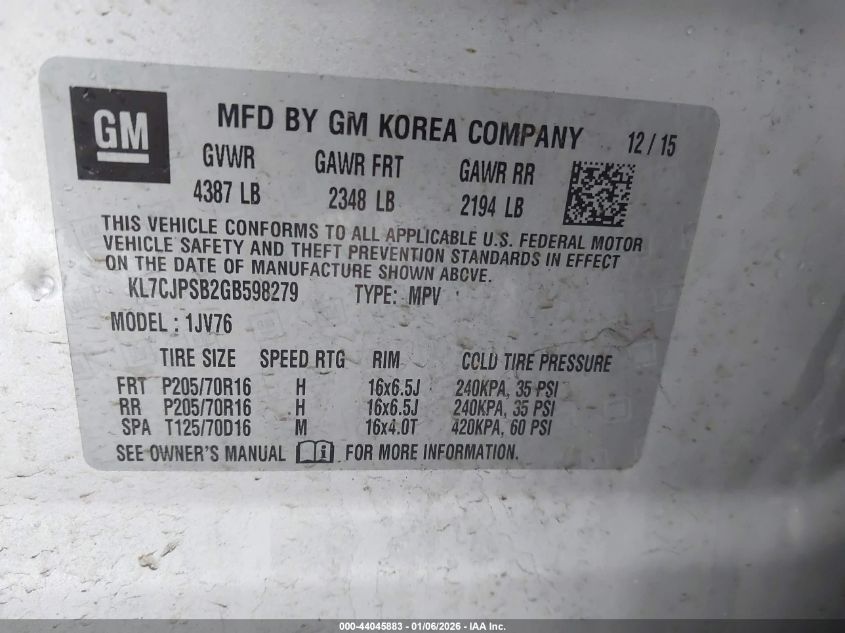 GM
MFD BY GM KOREA COMPANY 12 / 15
GVWR GAWR FRT GAWR RR
4387 LB 2348 LB 2194 LB
THIS VEHICLE CONFORMS TO ALL APPLICABLE U.S. FEDERAL MOTOR
VEHICLE SAFETY AND THEFT PREVENTION STANDARDS IN EFFECT
ON THE DATE OF MANUFACTURE SHOWN ABOVE.
KL7CJPSB2GB598279 TYPE: MPV
MODEL : 1JV76
TIRE SIZE SPEED RTG RIM COLD TIRE PRESSURE
FRT P205/70R16 H 16x6.5J 240KPA, 35 PSI
RR P205/70R16 H 16x6.5J 240KPA, 35 PSI
SPA T125/70D16 M 16x4.0T 420KPA, 60 PSI
SEE OWNER'S MANUAL i FOR MORE INFORMATION.
000-44045883 - 01/06/2026 - IAA Inc.